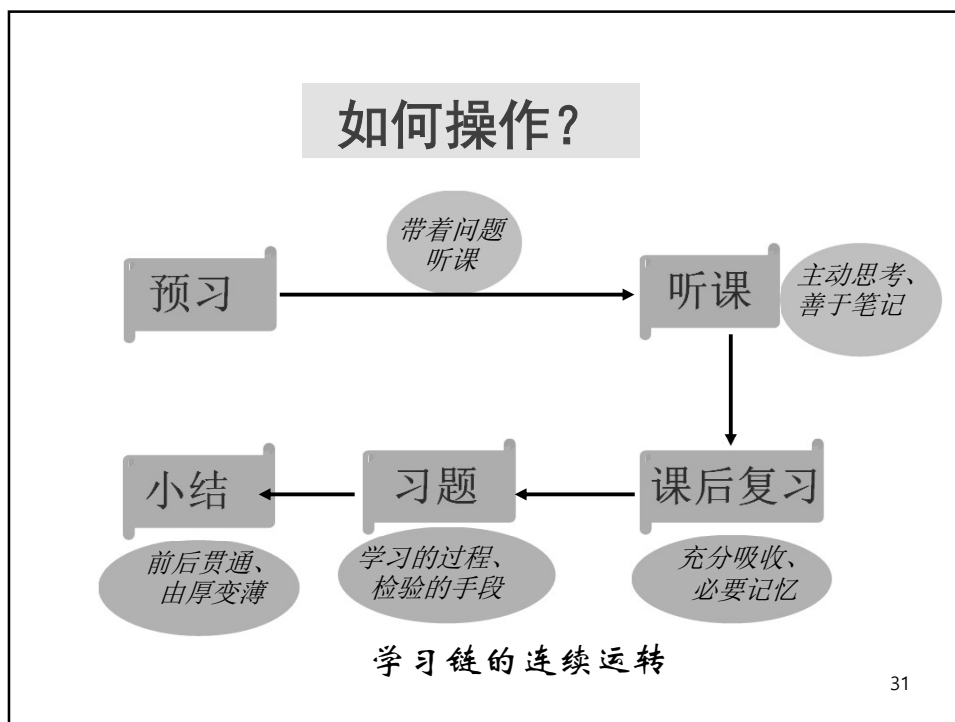 如何操作?
带着问题
听课
预习
听课
主动思考、
善于笔记
小结
习题
课后复习
前后贯通、
由厚变薄
学习的过程、
检验的手段
充分吸收、
必要记忆
学习链的连续运转
31